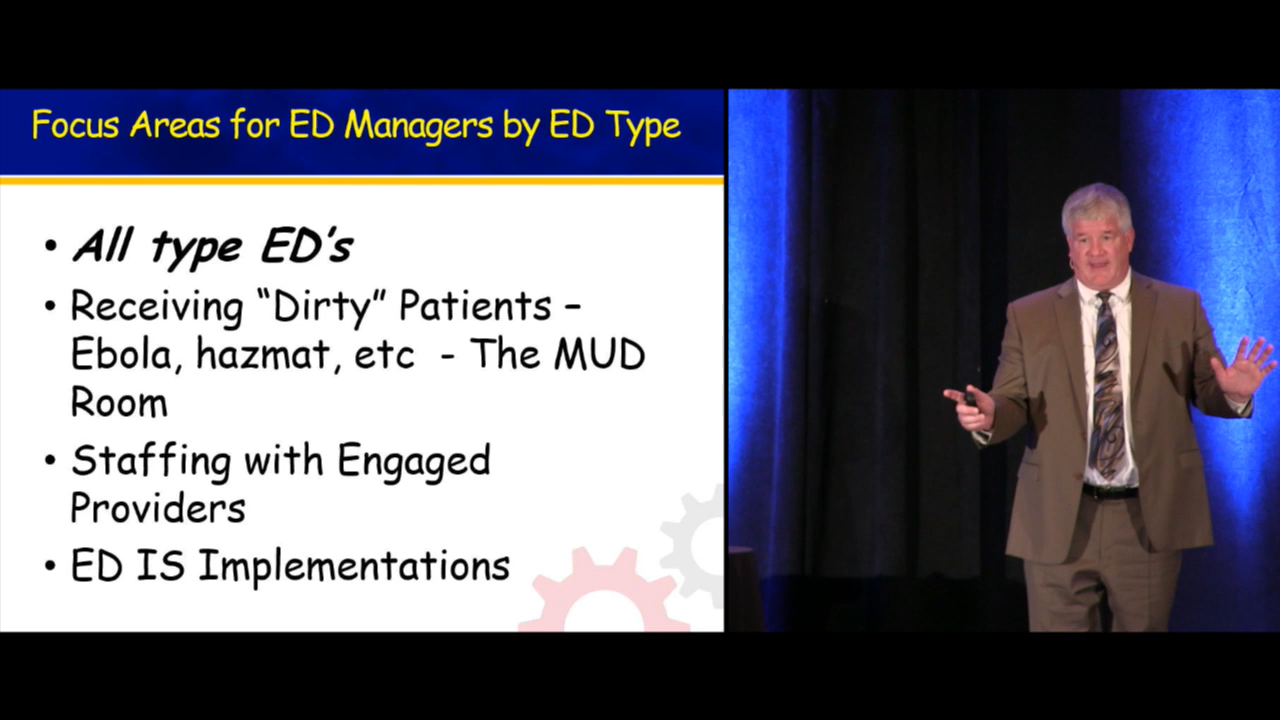 Focus Areas for ED Managers by ED Type
• All type ED's
• Receiving “Dirty” Patients –
Ebola, hazmat, etc - The MUD
Room
• Staffing with Engaged
Providers
• ED IS Implementations